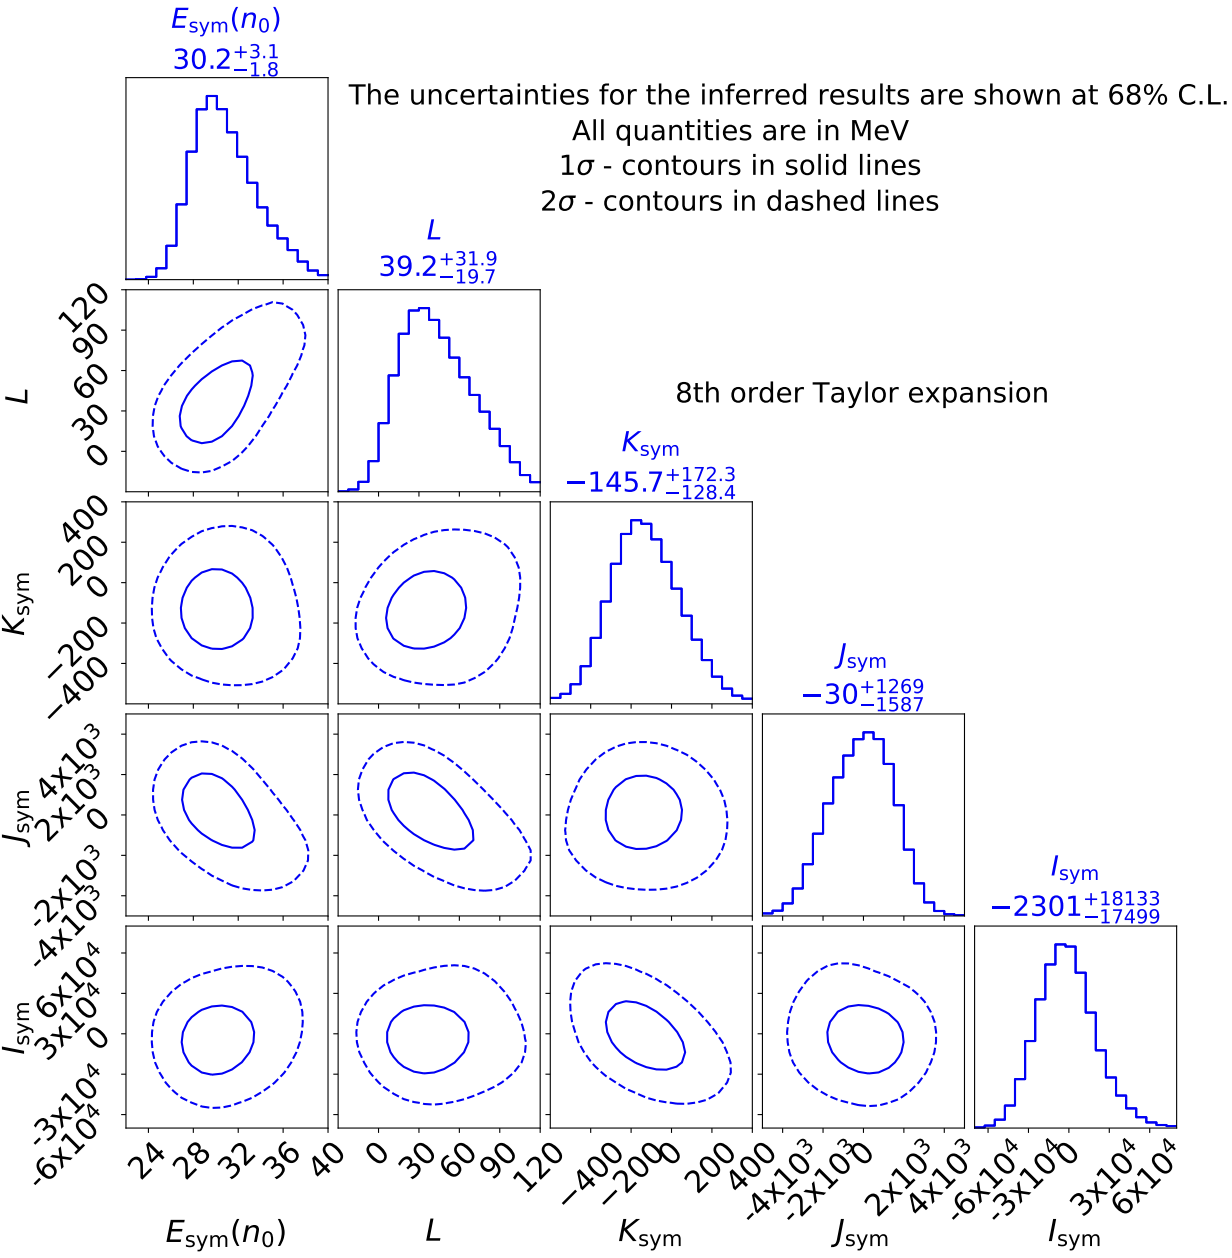 E_sym(n_0)
30.2^{+3.1}_{−1.8}
The uncertainties for the inferred results are shown at 68% C.L.
All quantities are in MeV
1σ - contours in solid lines
2σ - contours in dashed lines
L
39.2^{+31.9}_{−19.7}
120
90
60
30
0
L
8th order Taylor expansion
K_sym
−145.7^{+172.3}_{−128.4}
400
200
0
−200
−400
K_sym
J_sym
−30^{+1269}_{−1587}
4x10^3
2x10^3
0
-2x10^3
-4x10^3
J_sym
I_sym
−2301^{+18133}_{−17499}
6x10^4
3x10^4
0
-3x10^4
-6x10^4
I_sym
24 28 32 40 0 30 60 90 120 −400 −200 0 200 400 -4x10^3 -2x10^3 0 2x10^3 4x10^3 -6x10^4 -3x10^4 0 3x10^4 6x10^4
E_sym(n_0) L K_sym J_sym I_sym